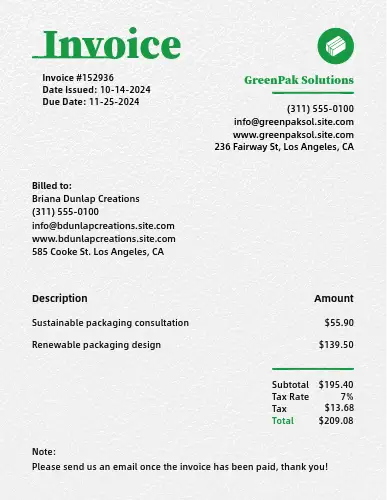 Invoice
Invoice #152936
Date Issued: 10-14-2024
Due Date: 11-25-2024
GreenPak Solutions
(311) 555-0100
info@greenpaksol.site.com
www.greenpaksol.site.com
236 Fairway St, Los Angeles, CA
Billed to:
Briana Dunlap Creations
(311) 555-0100
info@bdunlapcreations.site.com
www.bdunlapcreations.site.com
585 Cooke St. Los Angeles, CA
Description Amount
Sustainable packaging consultation $55.90
Renewable packaging design $139.50
Subtotal $195.40
Tax Rate 7%
Tax $13.68
Total $209.08
Note:
Please send us an email once the invoice has been paid, thank you!